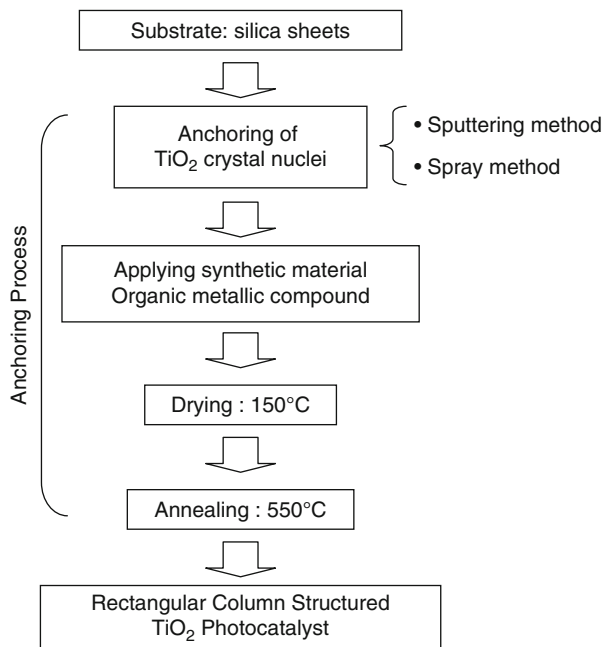 Substrate: silica sheets
Anchoring of
TiO₂ crystal nuclei
• Sputtering method
• Spray method
Applying synthetic material
Organic metallic compound
Anchoring Process
Drying : 150°C
Annealing : 550°C
Rectangular Column Structured
TiO₂ Photocatalyst